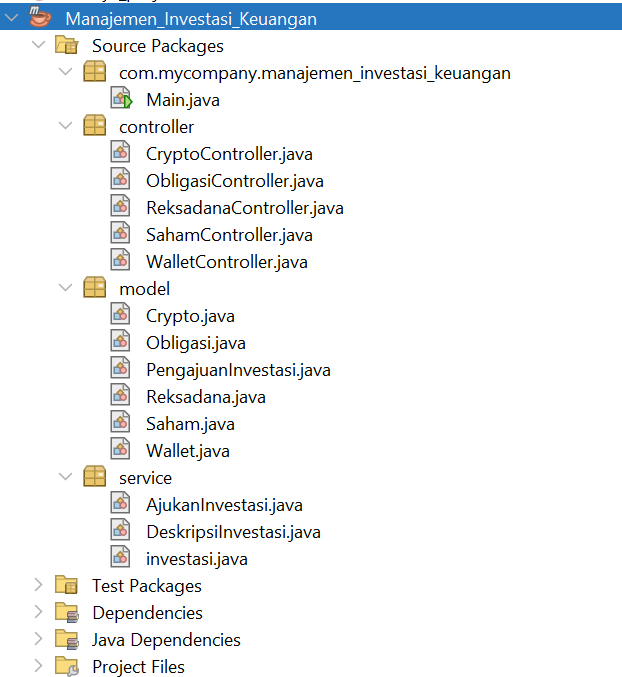 Manajemen_Investasi_Keuangan
Source Packages
com.mycompany.manajemen_investasi_keuangan
Main.java
controller
CryptoController.java
ObligasiController.java
ReksadanaController.java
SahamController.java
WalletController.java
model
Crypto.java
Obligasi.java
PengajuanInvestasi.java
Reksadana.java
Saham.java
Wallet.java
service
AjukanInvestasi.java
DeskripsiInvestasi.java
investasi.java
Test Packages
Dependencies
Java Dependencies
Project Files